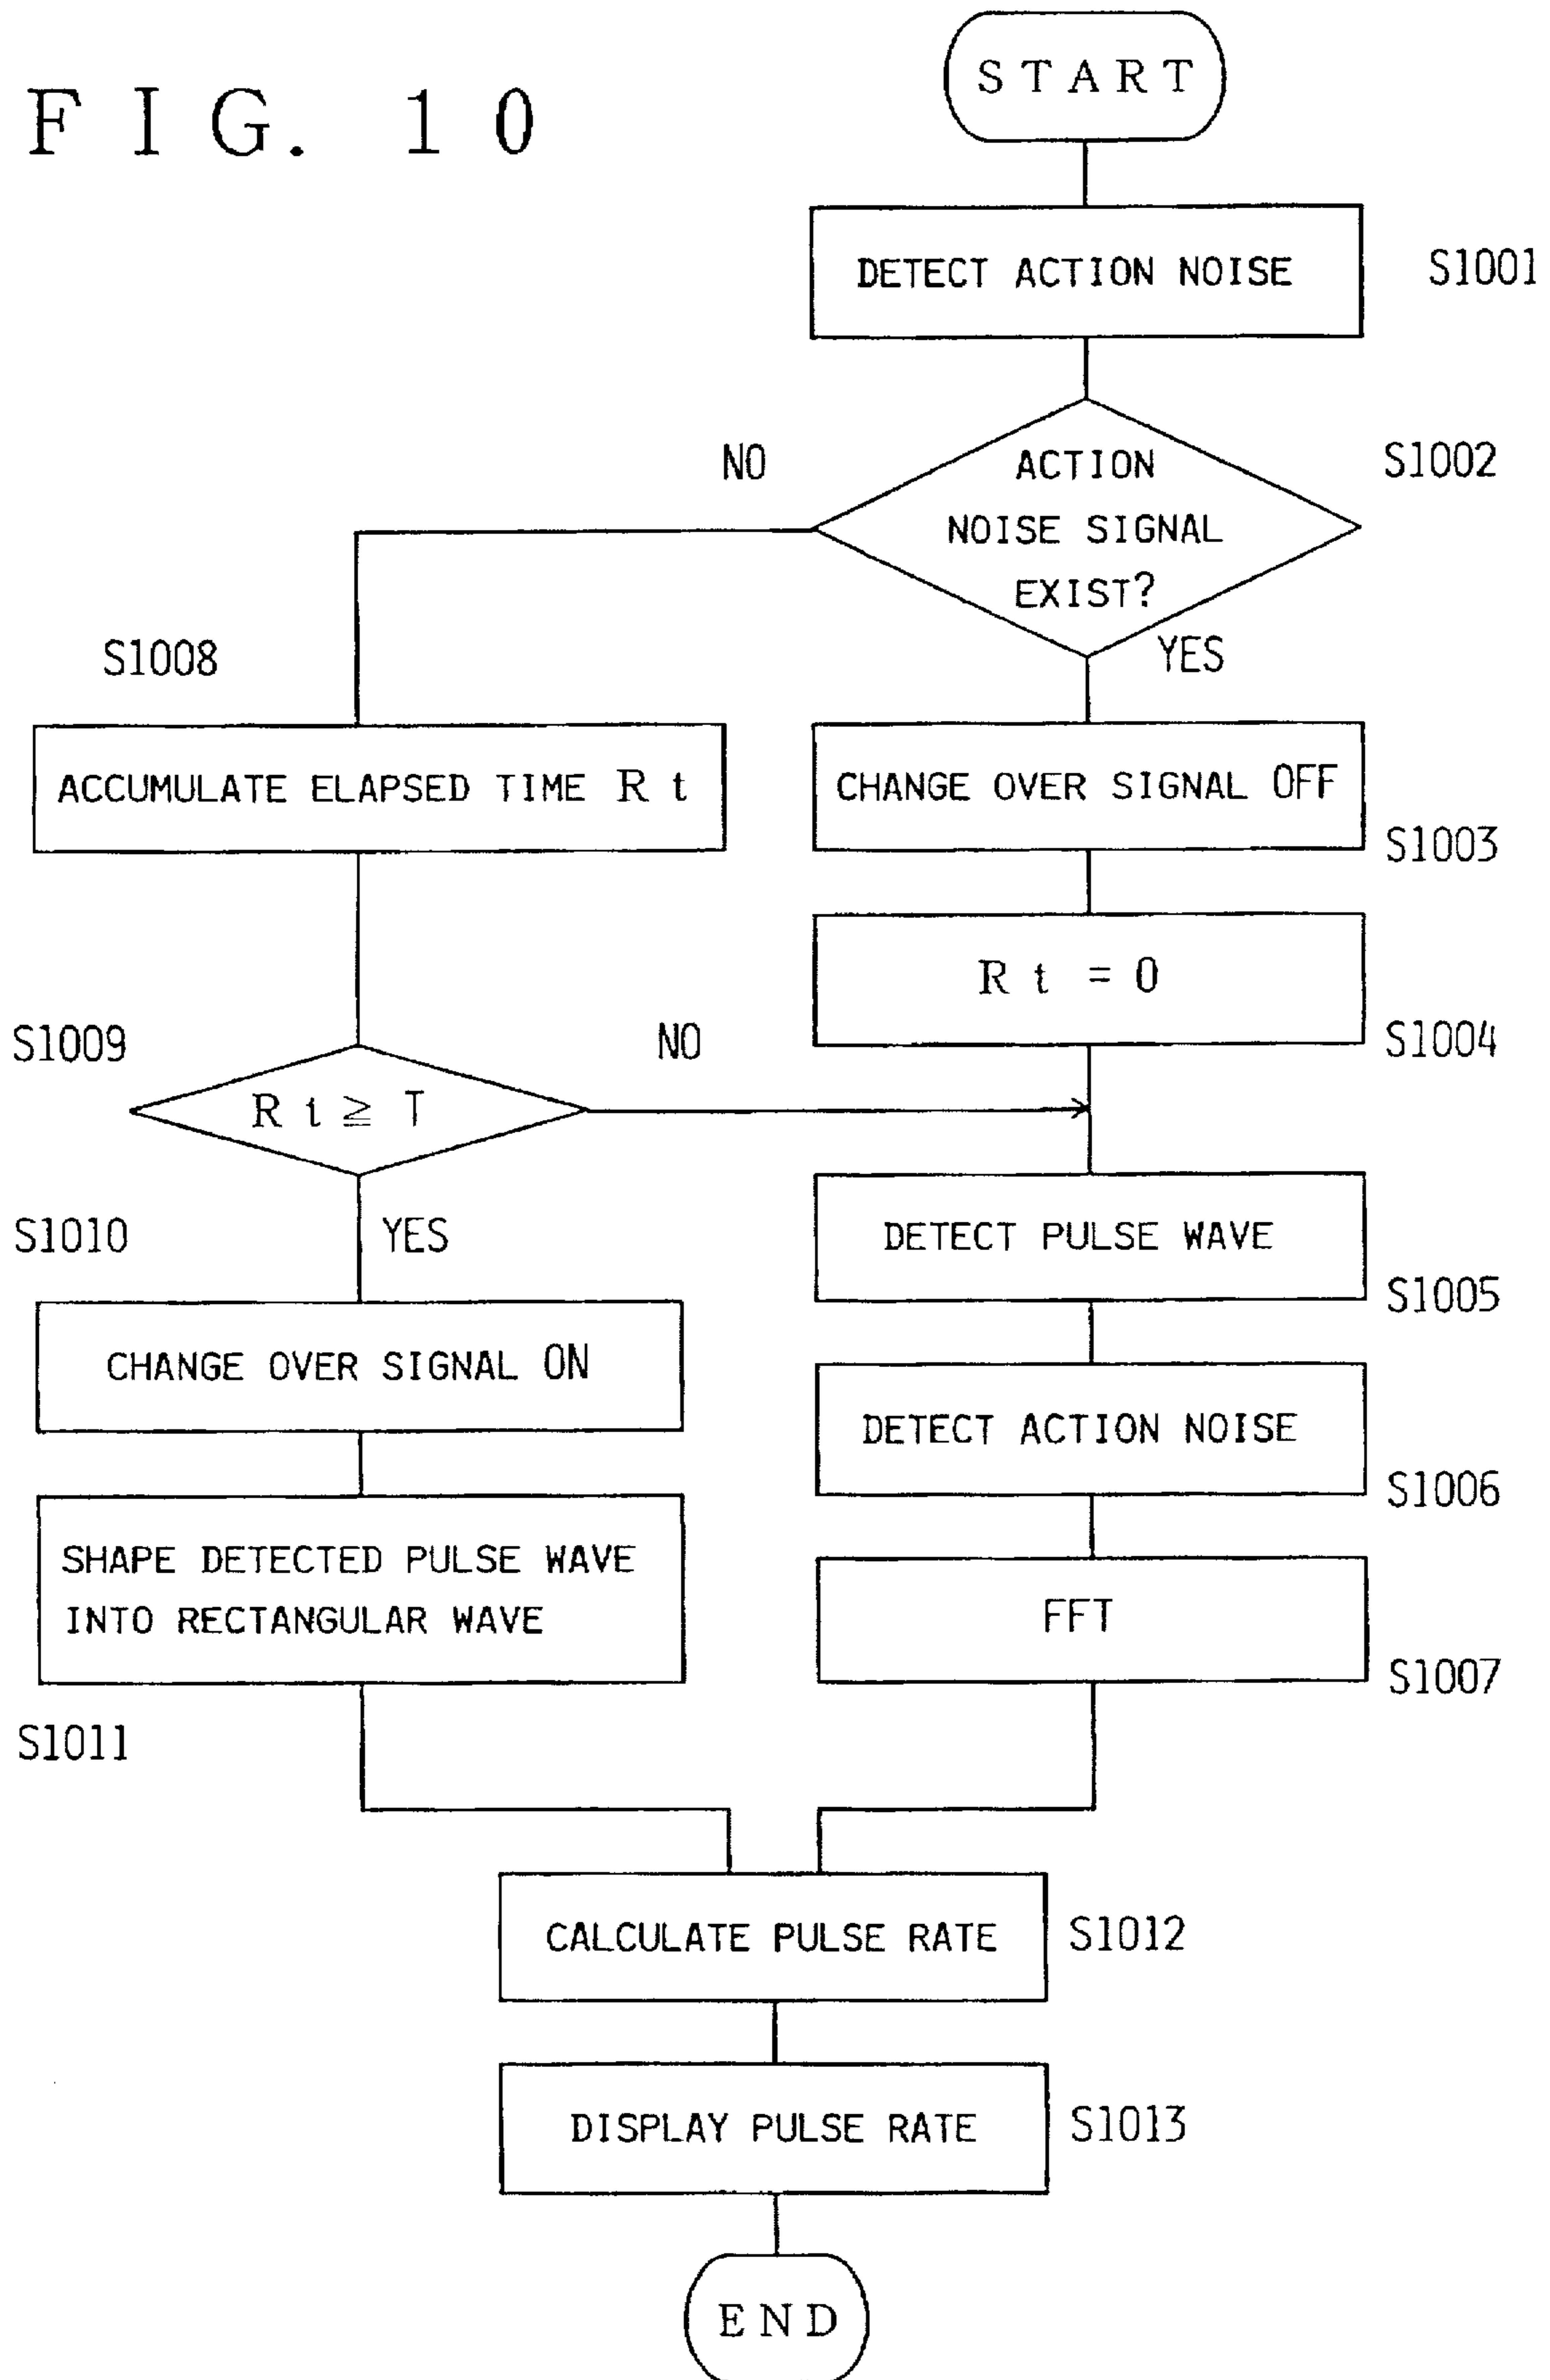 FIG. 10
START
DETECT ACTION NOISE
S1001
ACTION
NOISE SIGNAL
EXIST?
S1002
NO
YES
S1008
ACCUMULATE ELAPSED TIME Rt
CHANGE OVER SIGNAL OFF
S1003
Rt = 0
S1004
S1009
Rt ≧ T
NO
YES
DETECT PULSE WAVE
S1005
S1010
CHANGE OVER SIGNAL ON
DETECT ACTION NOISE
S1006
SHAPE DETECTED PULSE WAVE
INTO RECTANGULAR WAVE
S1011
FFT
S1007
CALCULATE PULSE RATE
S1012
DISPLAY PULSE RATE
S1013
END